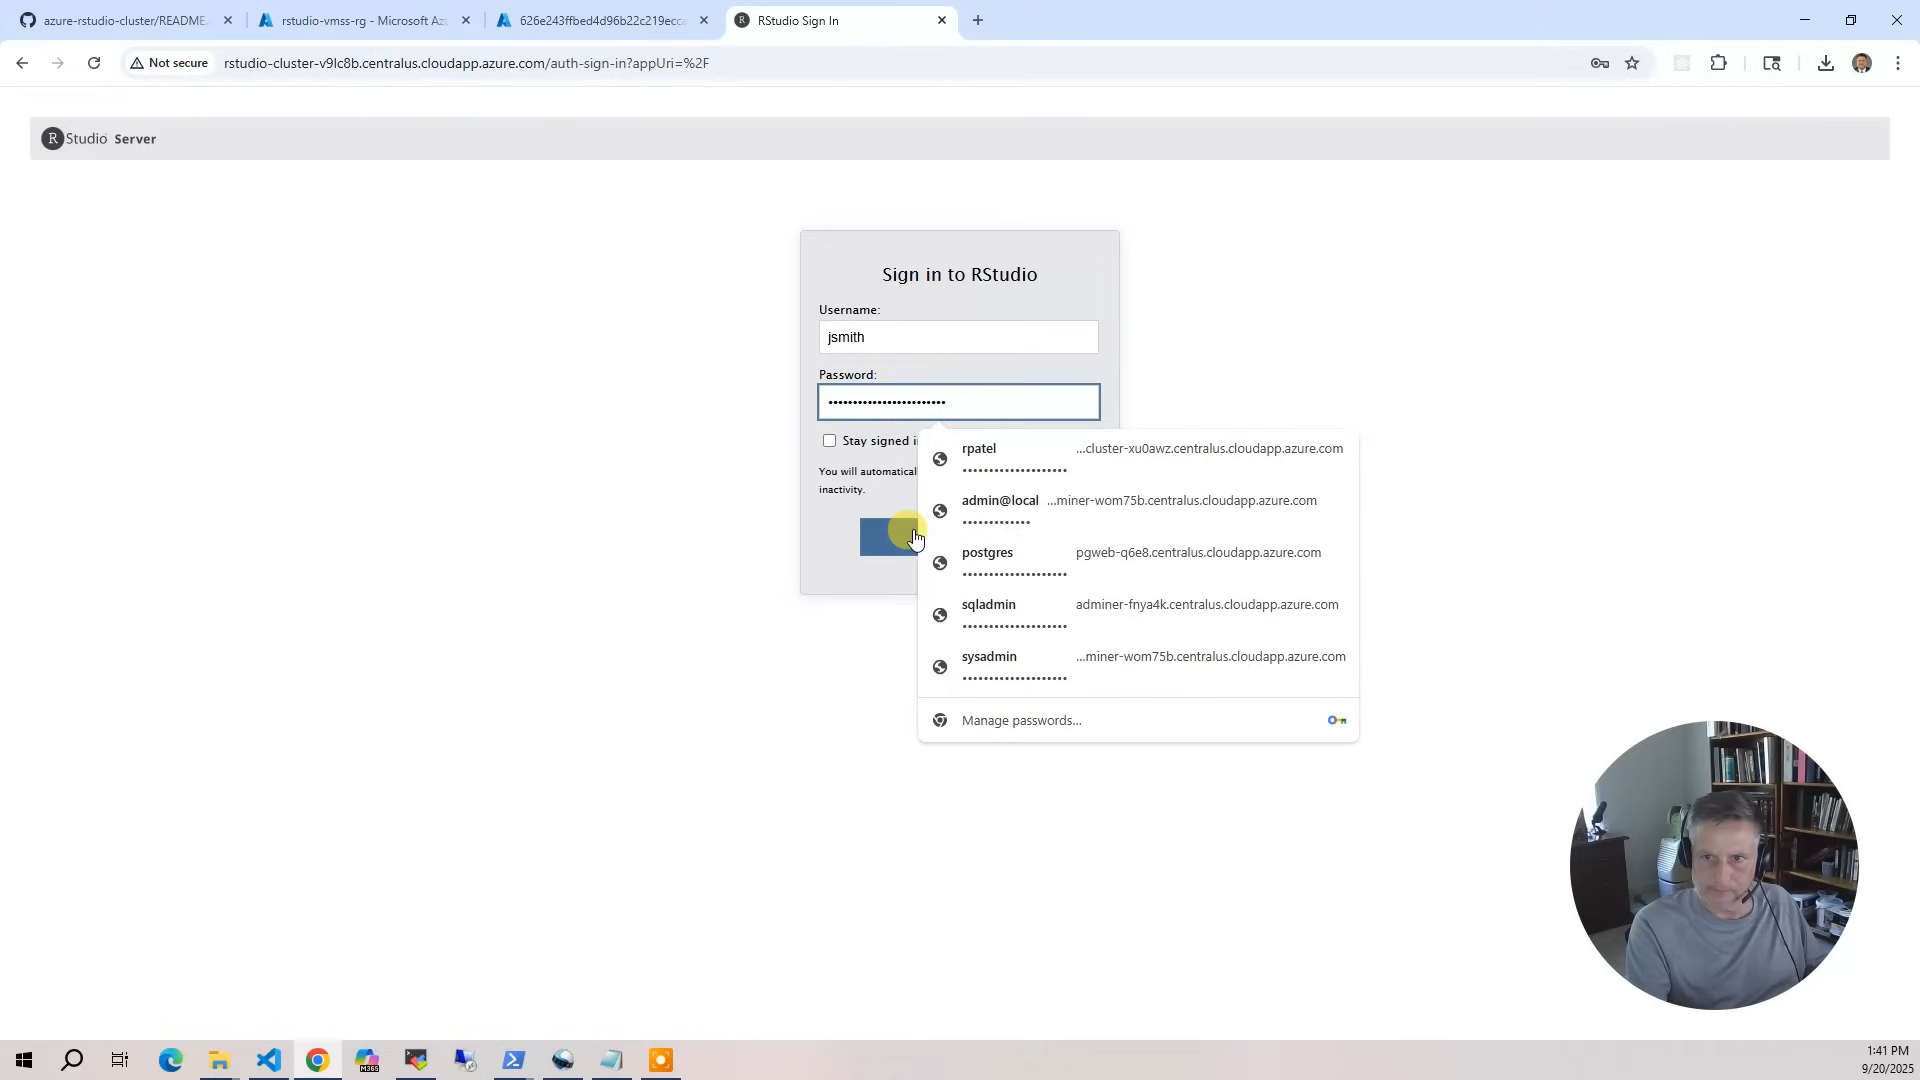 azure-rstudio-cluster/README.
rstudio-vmss-rg - Microsoft Az
626e243ffbed4d96b22c219ecca
RStudio Sign In
Not secure
rstudio-cluster-v9lc8b.centralus.cloudapp.azure.com/auth-sign-in?appUri=%2F
R Studio Server
Sign in to RStudio
Username:
jsmith
Password:
••••••••••••••••••••••••
Stay signed i
You will automatical
inactivity.
rpatel ...cluster-xu0awz.centralus.cloudapp.azure.com
••••••••••••••••••••
admin@local ...miner-wom75b.centralus.cloudapp.azure.com
•••••••••••••
postgres pgweb-q6e8.centralus.cloudapp.azure.com
••••••••••••••••••••
sqladmin adminer-fnya4k.centralus.cloudapp.azure.com
••••••••••••••••••••
sysadmin ...miner-wom75b.centralus.cloudapp.azure.com
••••••••••••••••••••
Manage passwords...
M365
1:41 PM
9/20/2025